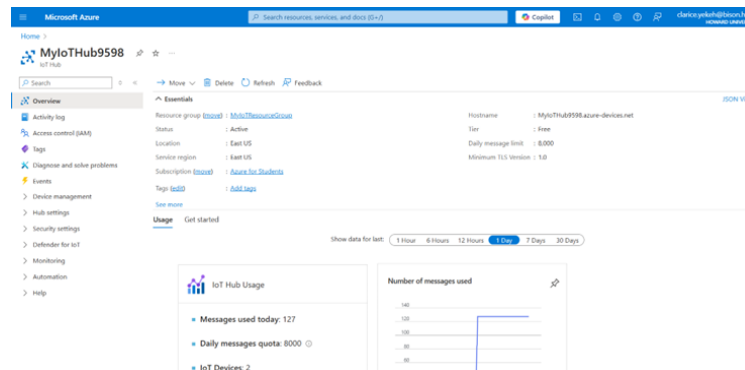 Microsoft Azure
Search resources, services, and docs (G+/)
Copilot
clarice.yekeh@bison.h
HOWARD UNIVE
Home >
MyIoTHub9598
IoT Hub
Search
Move
Delete
Refresh
Feedback
Overview
Activity log
Access control (IAM)
Tags
Diagnose and solve problems
Events
Device management
Hub settings
Security settings
Defender for IoT
Monitoring
Automation
Help
Essentials
JSON Vi
Resource group (move) : MyIoTResourceGroup
Status : Active
Location : East US
Service region : East US
Subscription (move) : Azure for Students
Tags (edit) : Add tags
See more
Hostname : MyIoTHub9598.azure-devices.net
Tier : Free
Daily message limit : 8,000
Minimum TLS Version : 1.0
Usage Get started
Show data for last: 1 Hour 6 Hours 12 Hours 1 Day 7 Days 30 Days
IoT Hub Usage
Messages used today: 127
Daily messages quota: 8000
IoT Devices: 2
Number of messages used
140
120
100
80
60